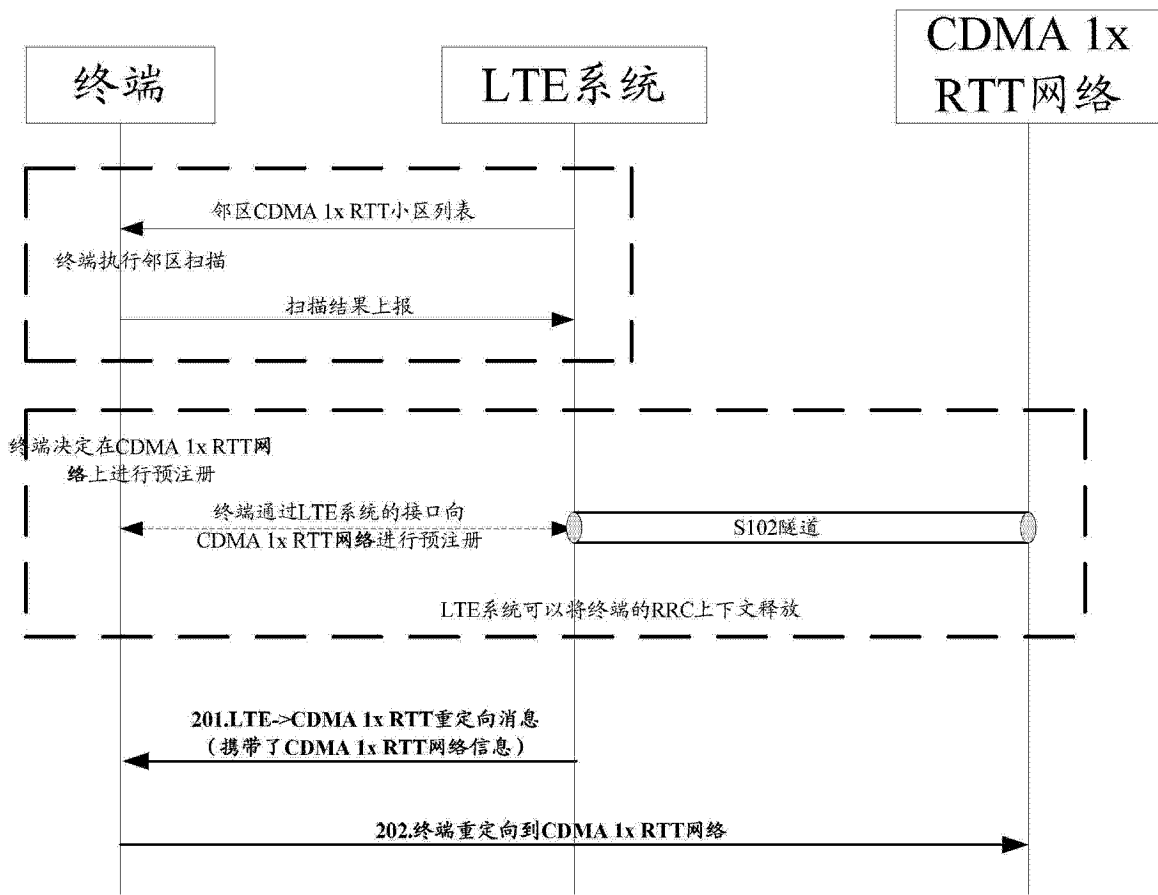 终端
LTE系统
CDMA 1x
RTT网络
邻区CDMA 1x RTT小区列表
终端执行邻区扫描
扫描结果上报
终端决定在CDMA 1x RTT网
络上进行预注册
终端通过LTE系统的接口向
CDMA 1x RTT网络进行预注册
S102隧道
LTE系统可以将终端的RRC上下文释放
201.LTE->CDMA 1x RTT重定向消息
（携带了CDMA 1x RTT网络信息）
202.终端重定向到CDMA 1x RTT网络